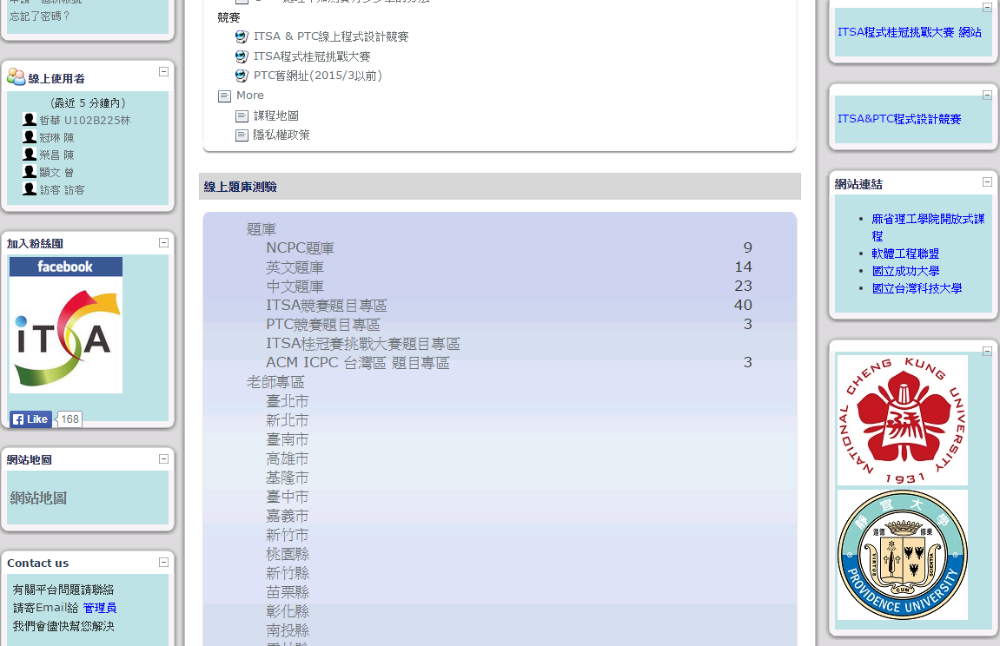 忘記了密碼？
線上使用者
(最近 5 分鐘內)
哲華 U102B225林
冠琳 陳
榮昌 陳
顯文 曾
訪客 訪客
加入粉絲團
facebook
iTSA
Like 168
網站地圖
網站地圖
Contact us
有關平台問題請聯絡
請寄Email給 管理員
我們會儘快幫您解決
競賽
ITSA & PTC線上程式設計競賽
ITSA程式桂冠挑戰大賽
PTC舊網址(2015/3以前)
More
課程地圖
隱私權政策
線上題庫測驗
題庫
NCPC題庫 9
英文題庫 14
中文題庫 23
ITSA競賽題目專區 40
PTC競賽題目專區 3
ITSA桂冠賽挑戰大賽題目專區
ACM ICPC 台灣區 題目專區 3
老師專區
臺北市
新北市
臺南市
高雄市
基隆市
臺中市
嘉義市
新竹市
桃園縣
新竹縣
苗栗縣
彰化縣
南投縣
ITSA程式桂冠挑戰大賽 網站
ITSA&PTC程式設計競賽
網站連結
麻省理工學院開放式課
程
軟體工程聯盟
國立成功大學
國立台灣科技大學
NATIONAL CHENG KUNG UNIVERSITY
1931
靜宜大學
VIRTUS CUM SCIENTIA
PROVIDENCE UNIVERSITY